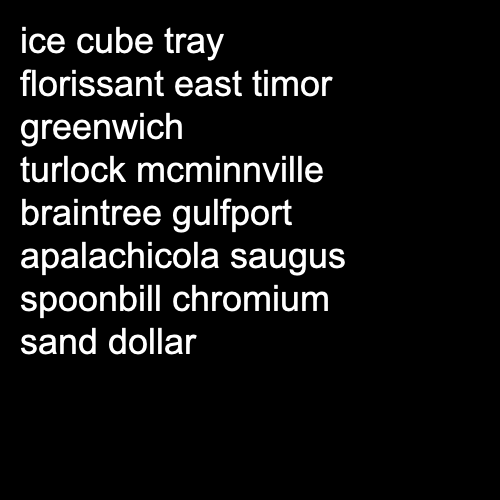 ice cube tray
florissant east timor
greenwich
turlock mcminnville
braintree gulfport
apalachicola saugus
spoonbill chromium
sand dollar